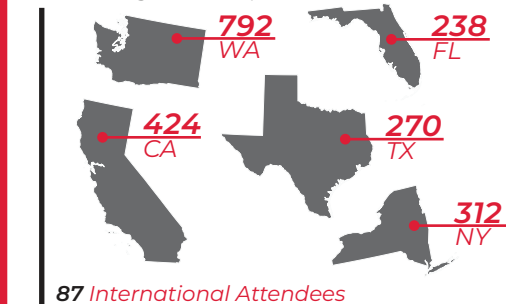 792
WA
238
FL
424
CA
270
TX
312
NY
87 International Attendees